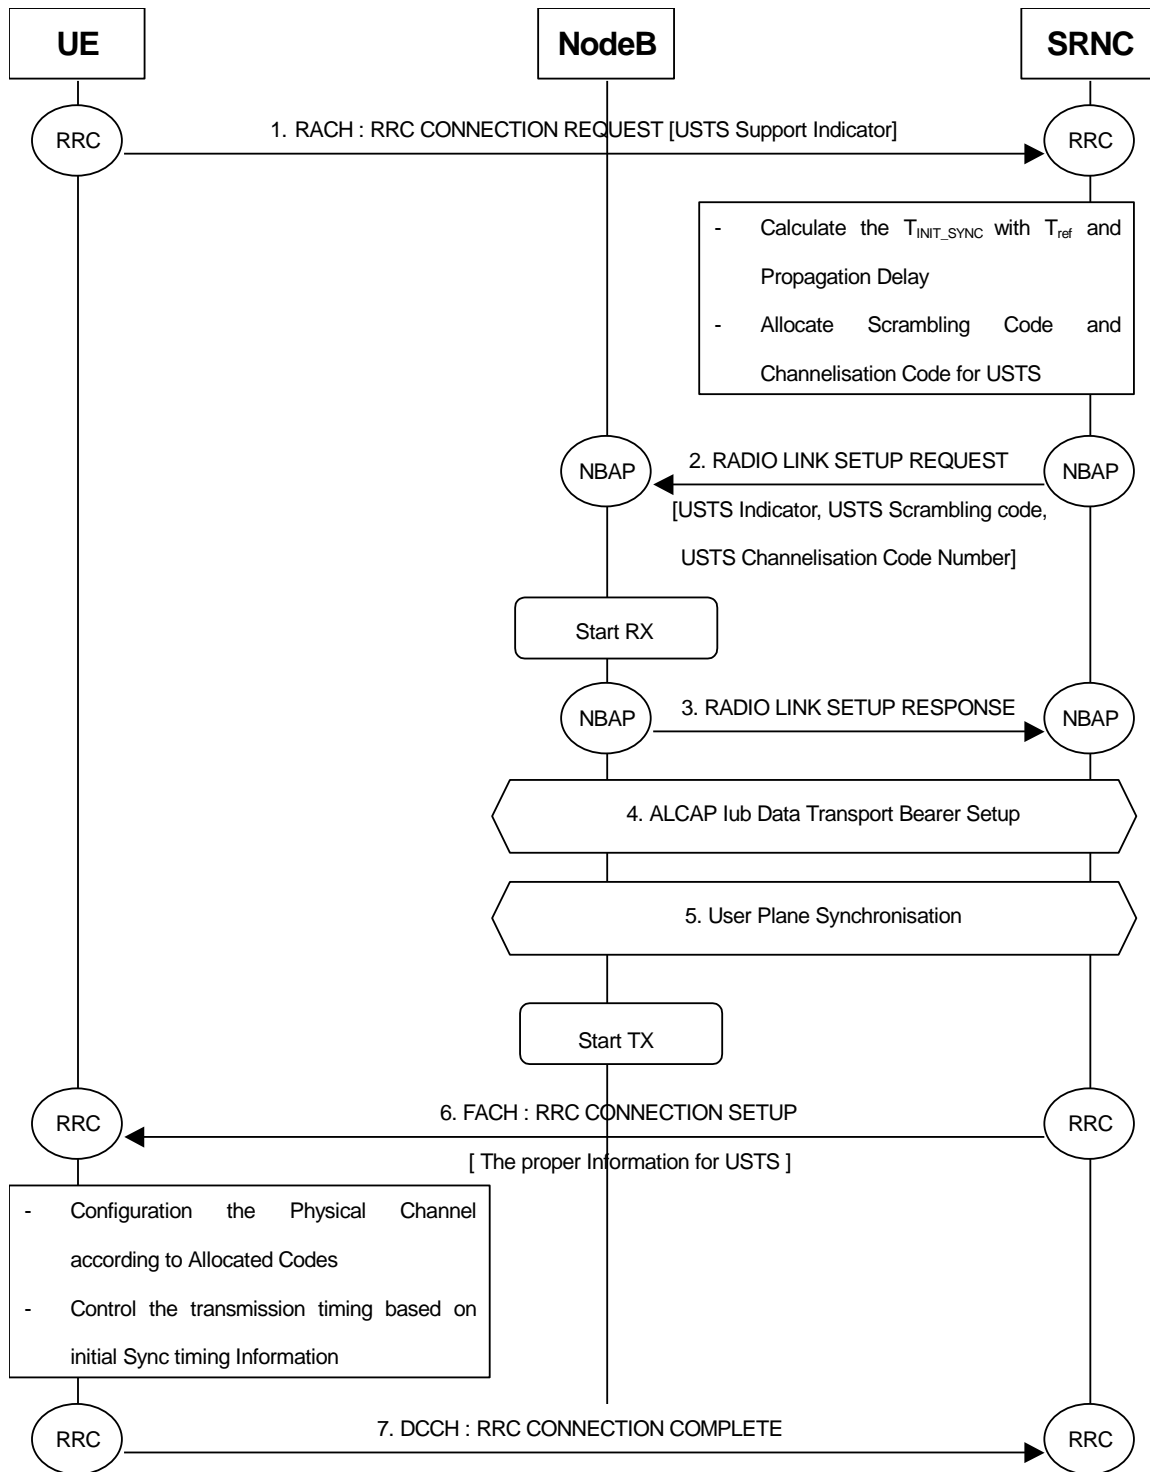 UE NodeB SRNC
1. RACH : RRC CONNECTION REQUEST [USTS Support Indicator]
RRC RRC
- Calculate the T_INIT_SYNC with T_ref and
Propagation Delay
- Allocate Scrambling Code and
Channelisation Code for USTS
2. RADIO LINK SETUP REQUEST
NBAP NBAP
[USTS Indicator, USTS Scrambling code,
USTS Channelisation Code Number]
Start RX
3. RADIO LINK SETUP RESPONSE
NBAP NBAP
4. ALCAP Iub Data Transport Bearer Setup
5. User Plane Synchronisation
Start TX
6. FACH : RRC CONNECTION SETUP
RRC RRC
[ The proper Information for USTS ]
- Configuration the Physical Channel
according to Allocated Codes
- Control the transmission timing based on
initial Sync timing Information
7. DCCH : RRC CONNECTION COMPLETE
RRC RRC